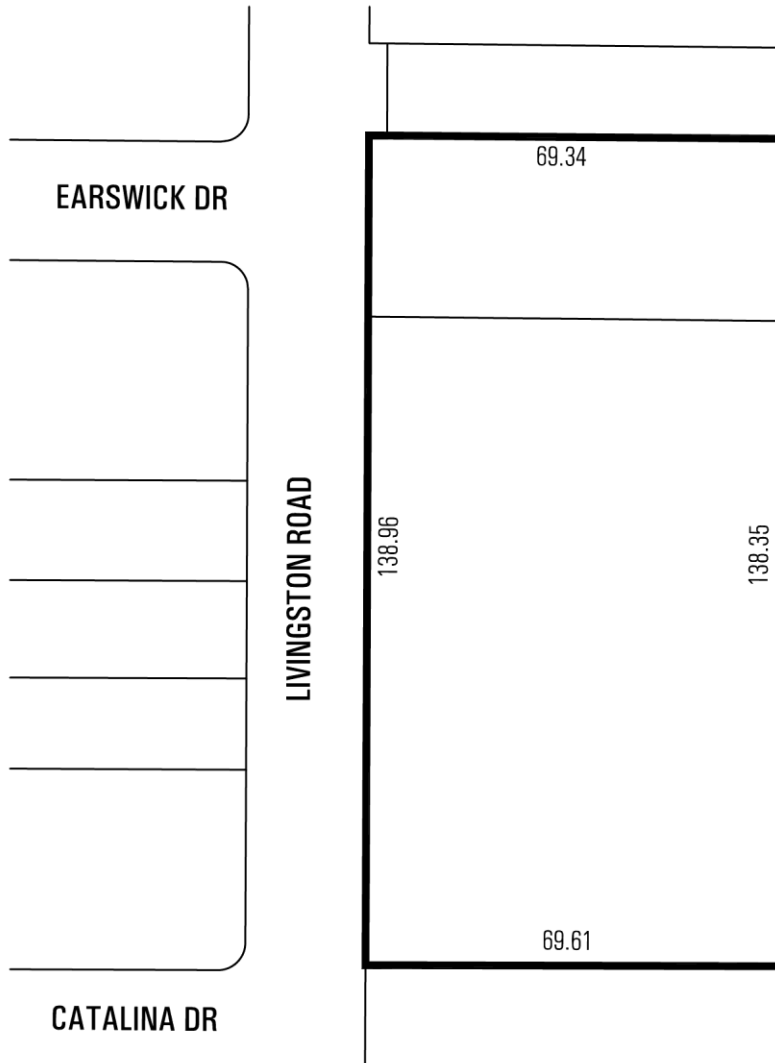 69.34
EARSWICK DR
LIVINGSTON ROAD
138.96
138.35
69.61
CATALINA DR